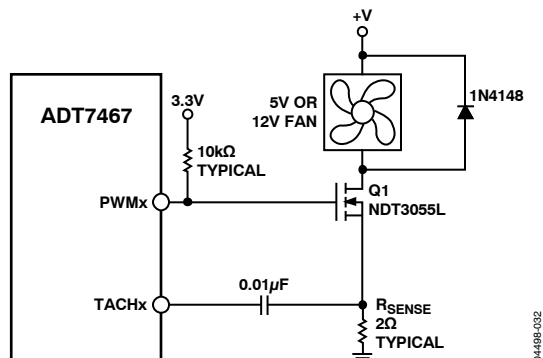 +V
ADT7467
3.3V
5V OR
12V FAN
1N4148
10kΩ
TYPICAL
PWMx
Q1
NDT3055L
0.01µF
TACHx
RSENSE
2Ω
TYPICAL
04498-032